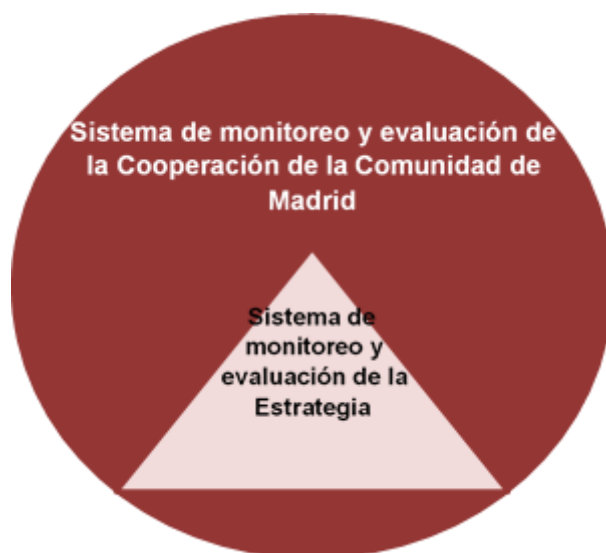 Sistema de monitoreo y evaluación de
la Cooperación de la Comunidad de
Madrid
Sistema de
monitoreo y
evaluación de la
Estrategia